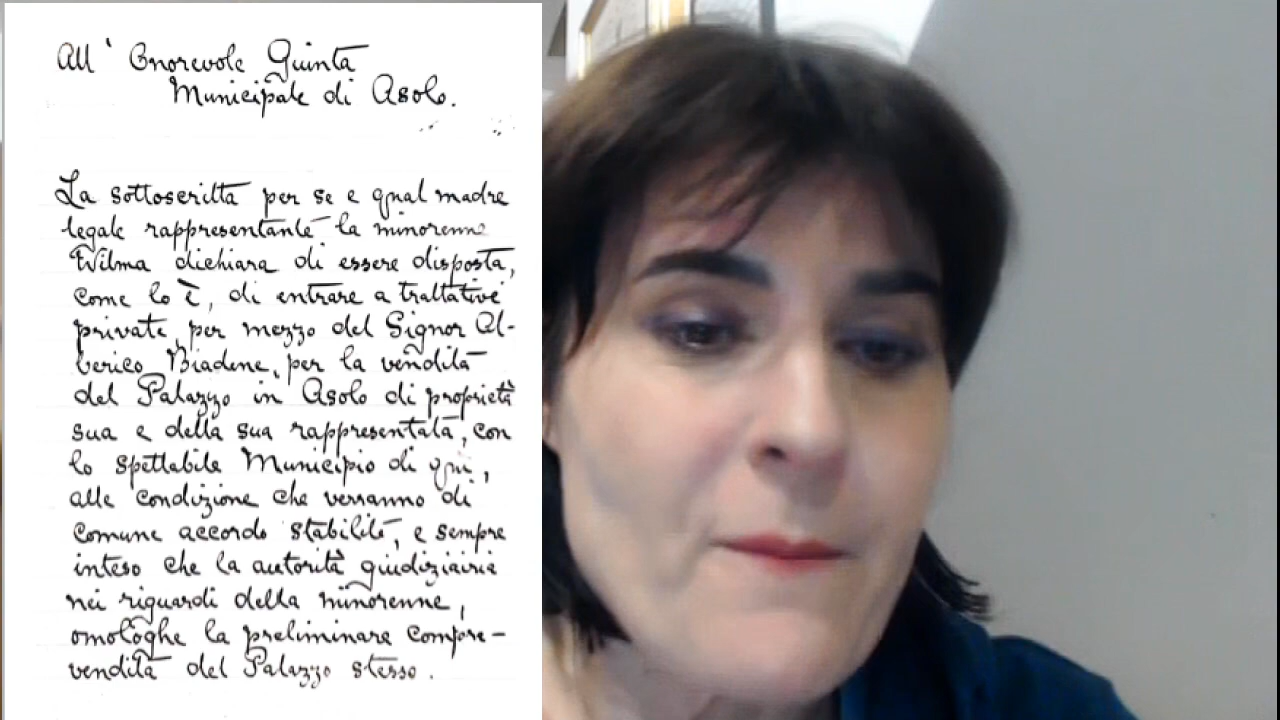 All' Onorevole Giunta
Municipale di Asolo.
La sottoscritta per se e qual madre
legale rappresentante la minorenne
Wilma dichiara di essere disposta,
come lo è, di entrare a trattative
private, per mezzo del Signor Al-
berico Biadene, per la vendita
del Palazzo in Asolo di proprietà
sua e della sua rappresentata, con
lo spettabile Municipio di qui,
alle condizione che verranno di
comune accordo stabilite, e sempre
inteso che la autorità giudiziairia
nei riguardi della minorenne,
omologhe la preliminare compre-
vendita del Palazzo stesso.